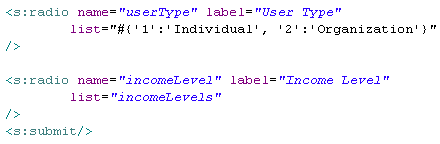 <s:radio name="userType" label="User Type"
list="#{'1':'Individual', '2':'Organization'}"
/>
<s:radio name="incomeLevel" label="Income Level"
list="incomeLevels"
/>
<s:submit/>